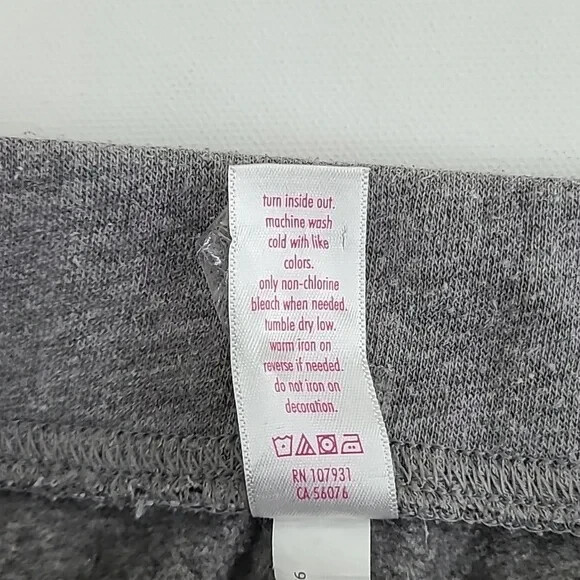 turn inside out.
machine wash
cold with like
colors.
only non-chlorine
bleach when needed.
tumble dry low.
warm iron on
reverse if needed.
do not iron on
decoration.
RN 107931
CA 56076